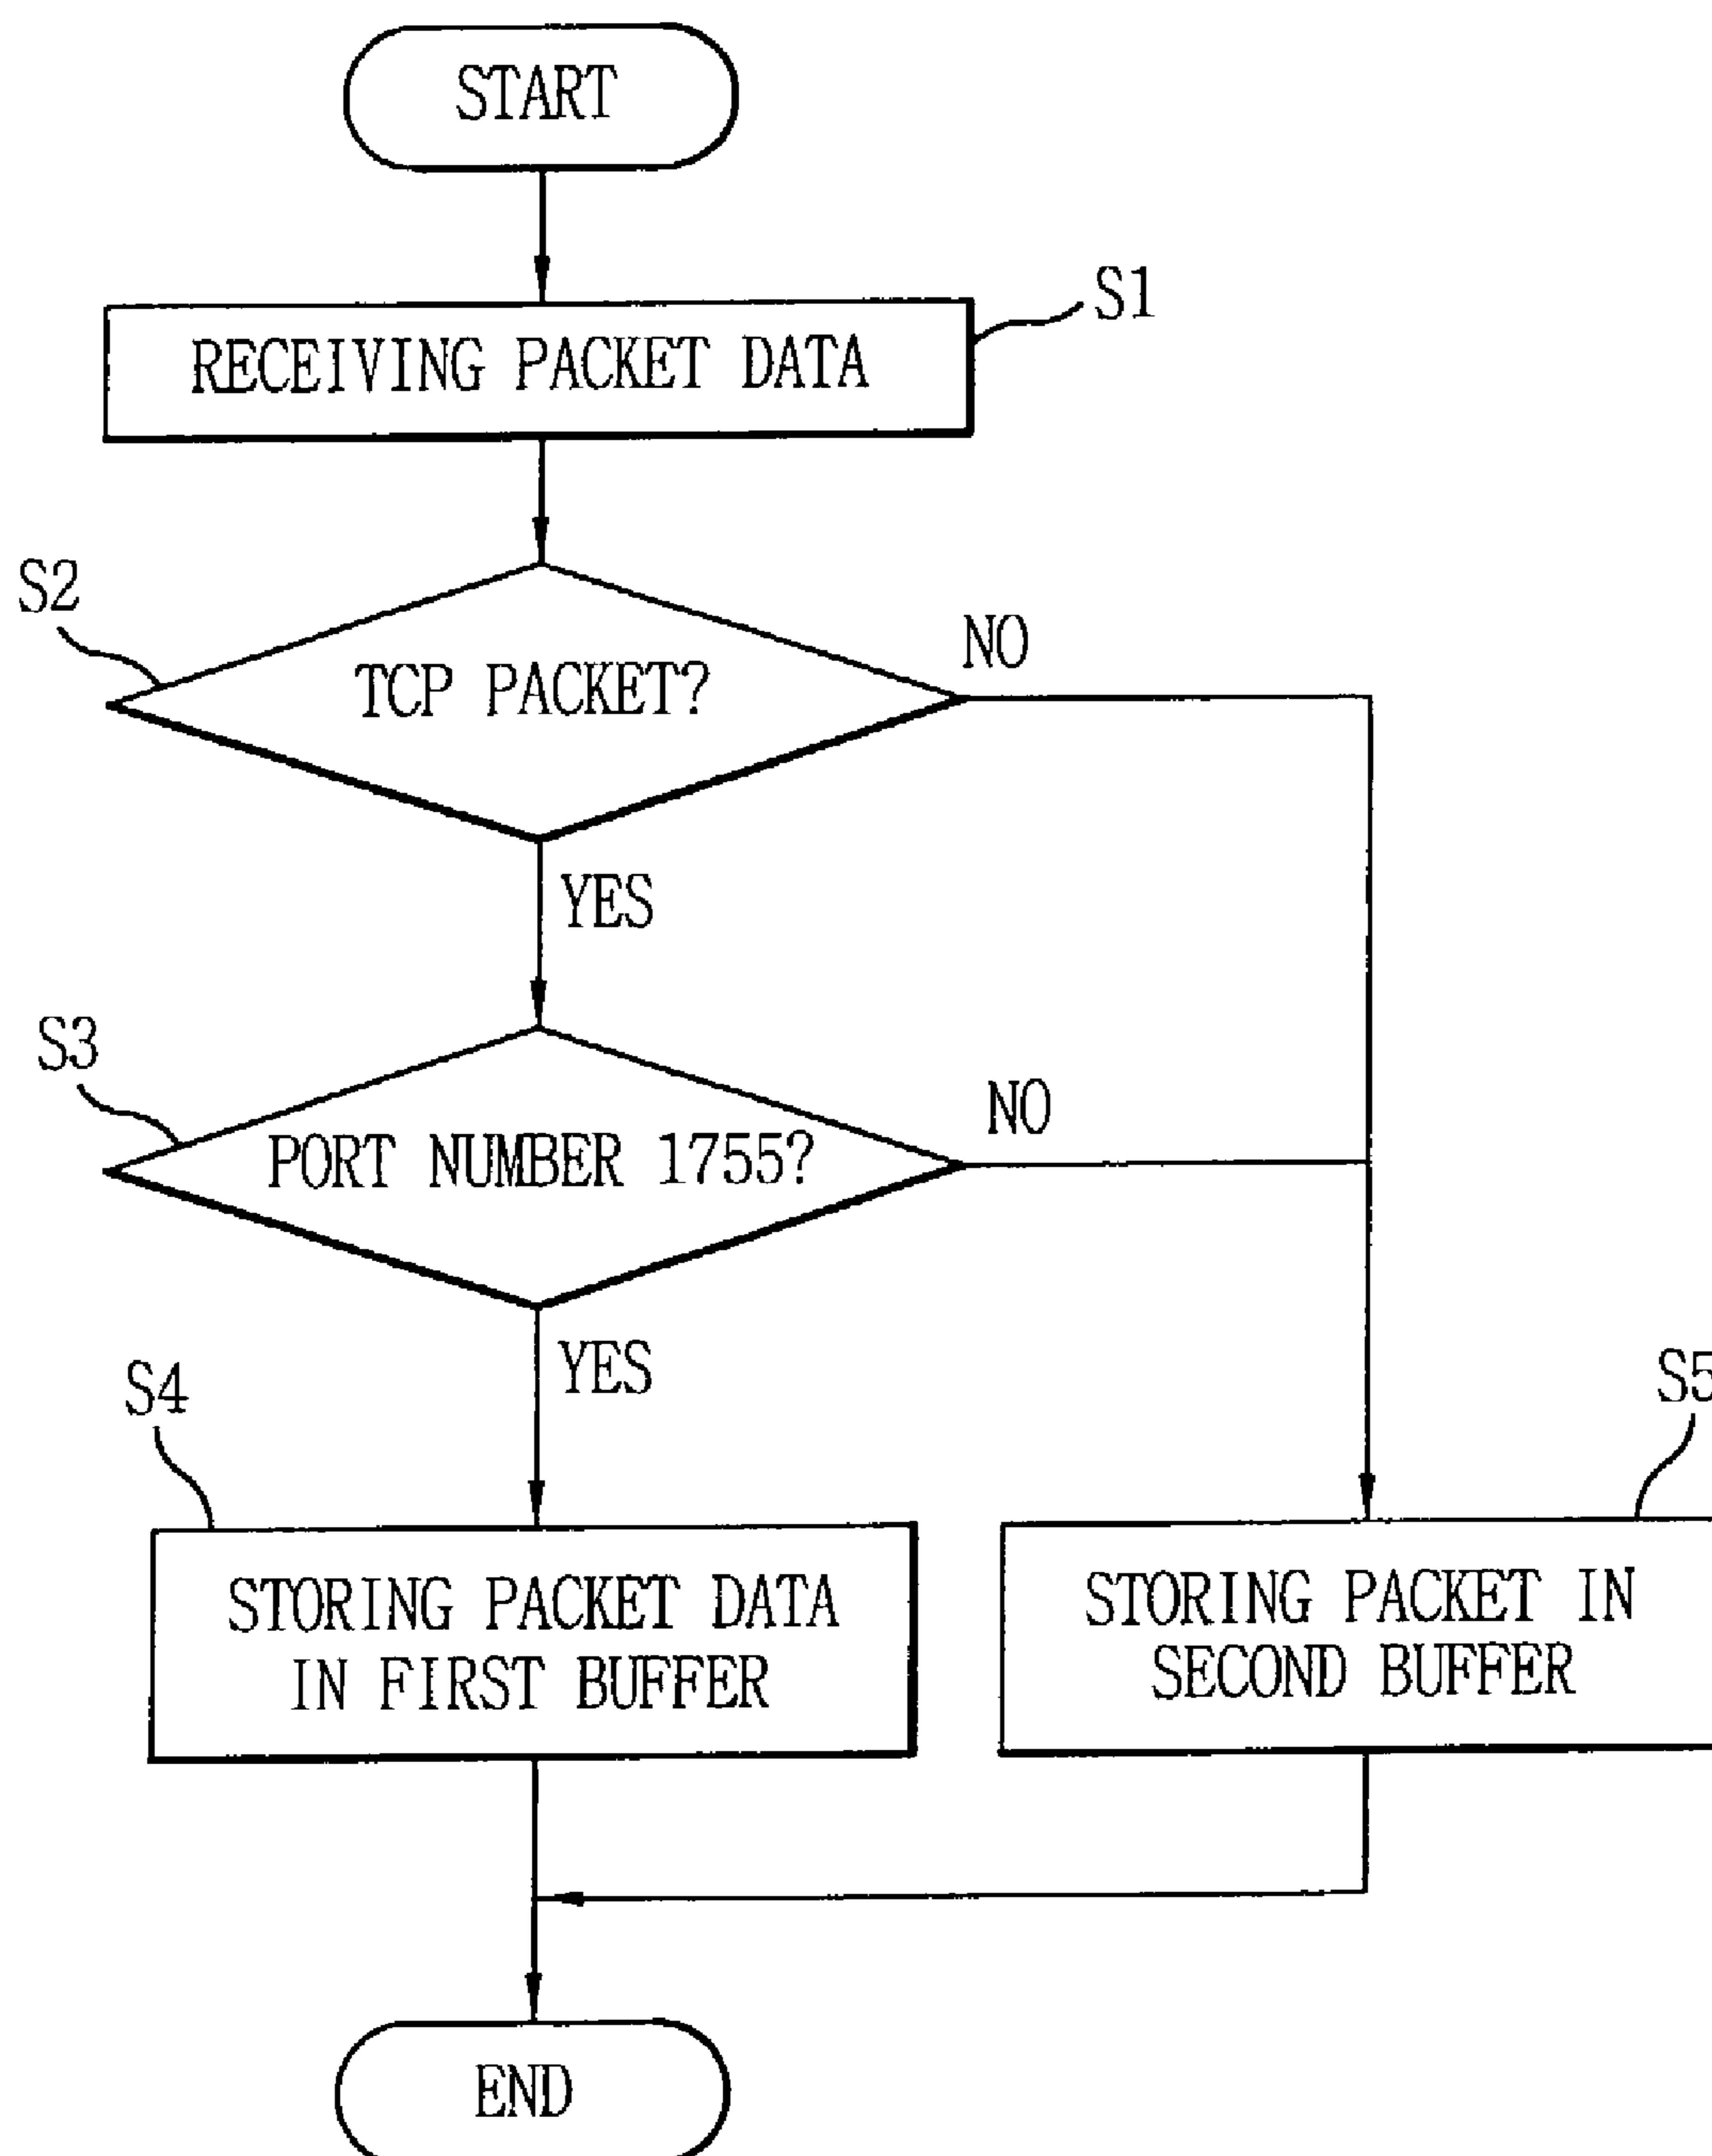 START
S1
RECEIVING PACKET DATA
S2
NO
TCP PACKET?
YES
S3
NO
PORT NUMBER 1755?
YES
S4
S5
STORING PACKET DATA
IN FIRST BUFFER
STORING PACKET IN
SECOND BUFFER
END